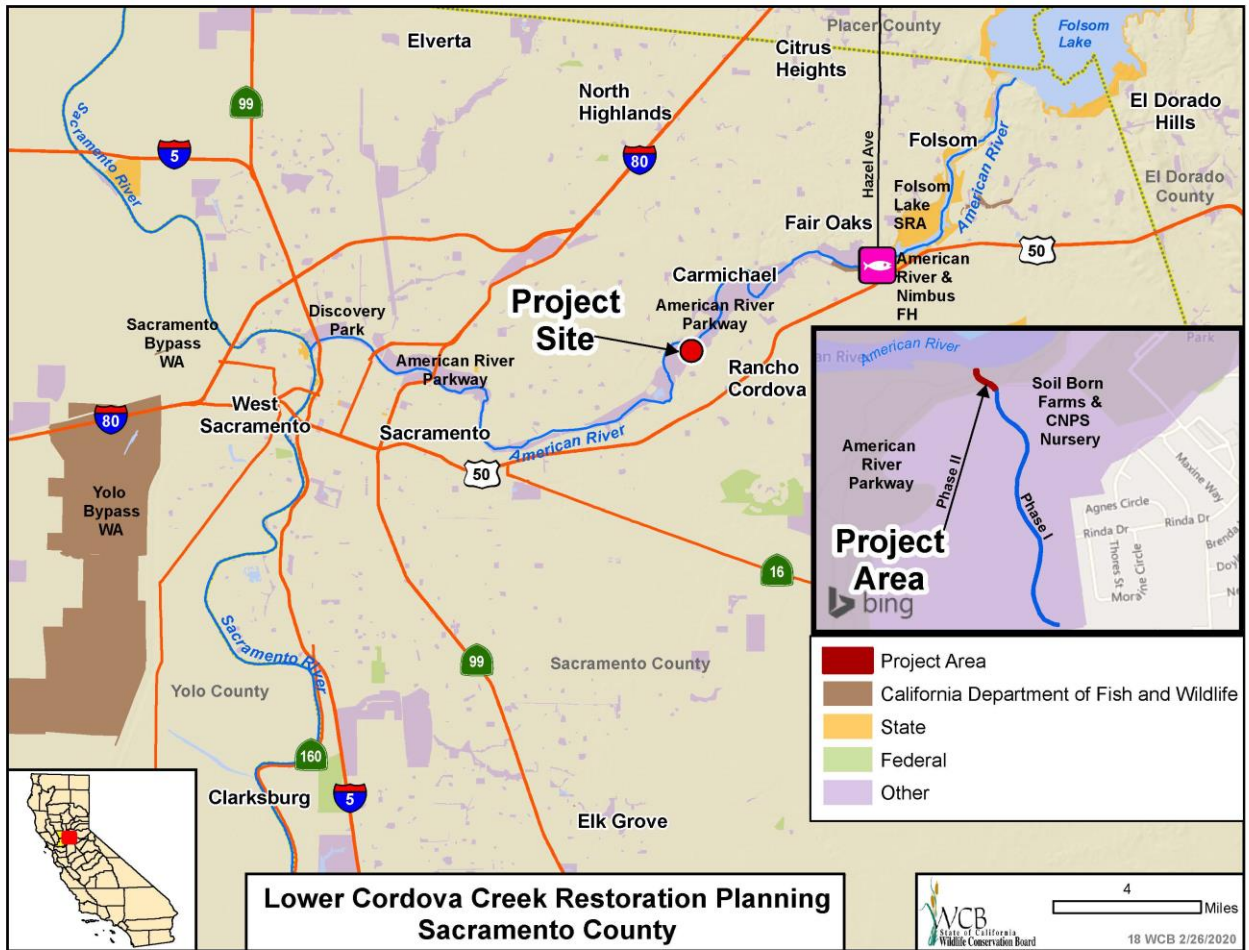 Placer County
Folsom
Lake
Elverta
Citrus
Heights
99
North
Highlands
El Dorado
Hills
Sacramento River
5
80
Hazel Ave
Folsom
American River
Folsom
Lake
SRA
El Dorado
County
Fair Oaks
50
Carmichael
American
River &
Nimbus
FH
Project
Site
American River
Parkway
Discovery
Park
Sacramento
Bypass
WA
American River
Parkway
Rancho
Cordova
West
Sacramento
80
Sacramento
American River
50
Yolo
Bypass
WA
16
Sacramento River
99
Sacramento County
Yolo County
160
Clarksburg
5
Elk Grove
American River
American River
Park
Soil Born
Farms &
CNPS
Nursery
American
River
Parkway
Phase II
Phase I
Maxine Way
Agnes Circle
Rinda Dr
Rinda Dr
Thores St
Project
Area
bing
Project Area
California Department of Fish and Wildlife
State
Federal
Other
Lower Cordova Creek Restoration Planning
Sacramento County
WCB
State of California
Wildlife Conservation Board
4
Miles
18 WCB 2/26/2020